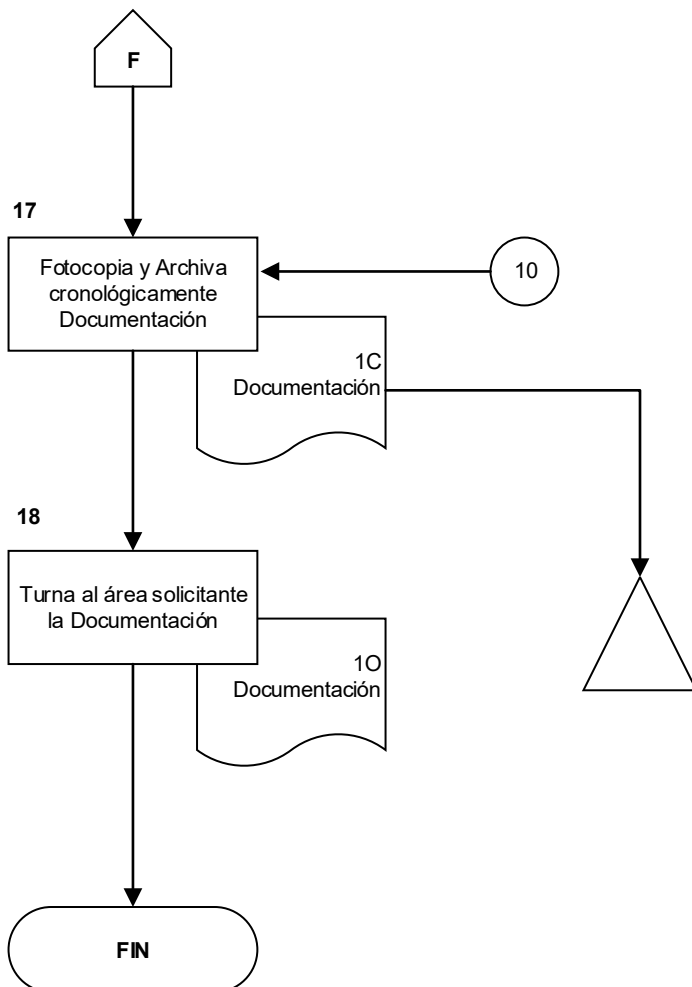 F
17
Fotocopia y Archiva
cronológicamente
Documentación
10
1C
Documentación
18
Turna al área solicitante
la Documentación
1O
Documentación
FIN